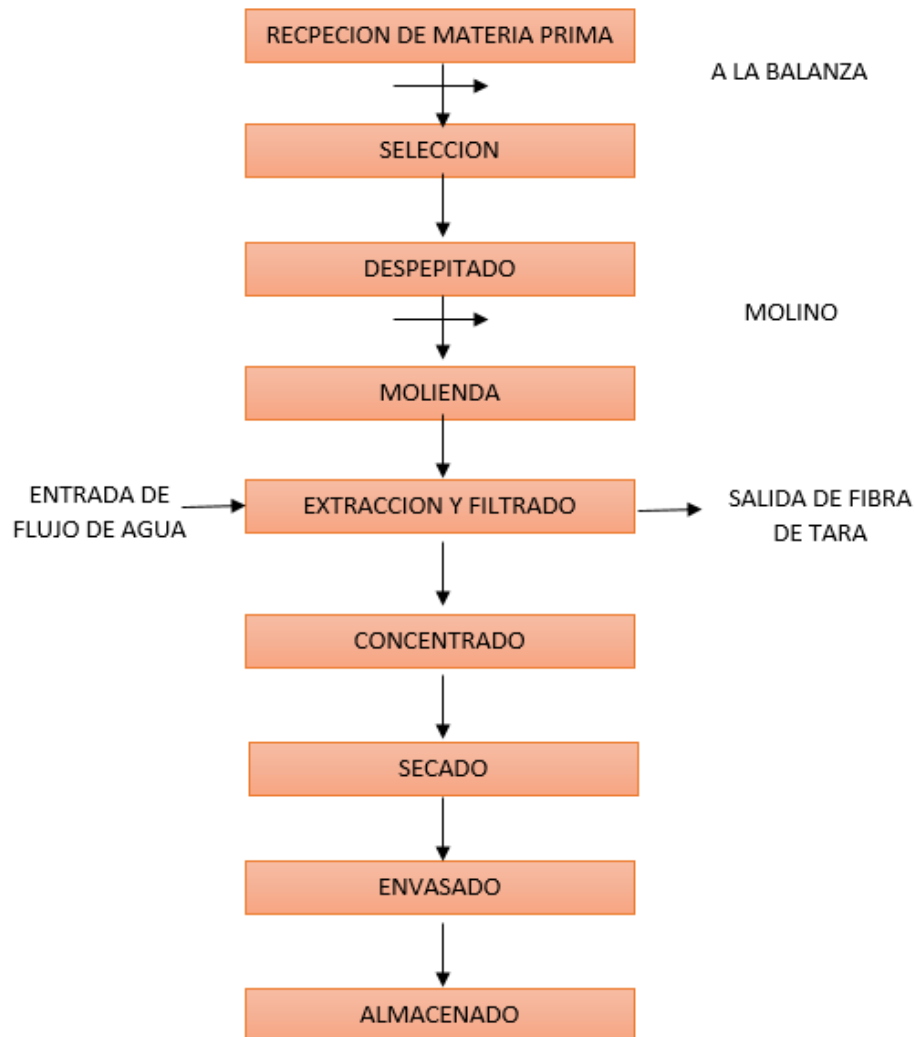 RECPECION DE MATERIA PRIMA
A LA BALANZA
SELECCION
DESPEPITADO
MOLINO
MOLIENDA
ENTRADA DE
FLUJO DE AGUA
EXTRACCION Y FILTRADO
SALIDA DE FIBRA
DE TARA
CONCENTRADO
SECADO
ENVASADO
ALMACENADO